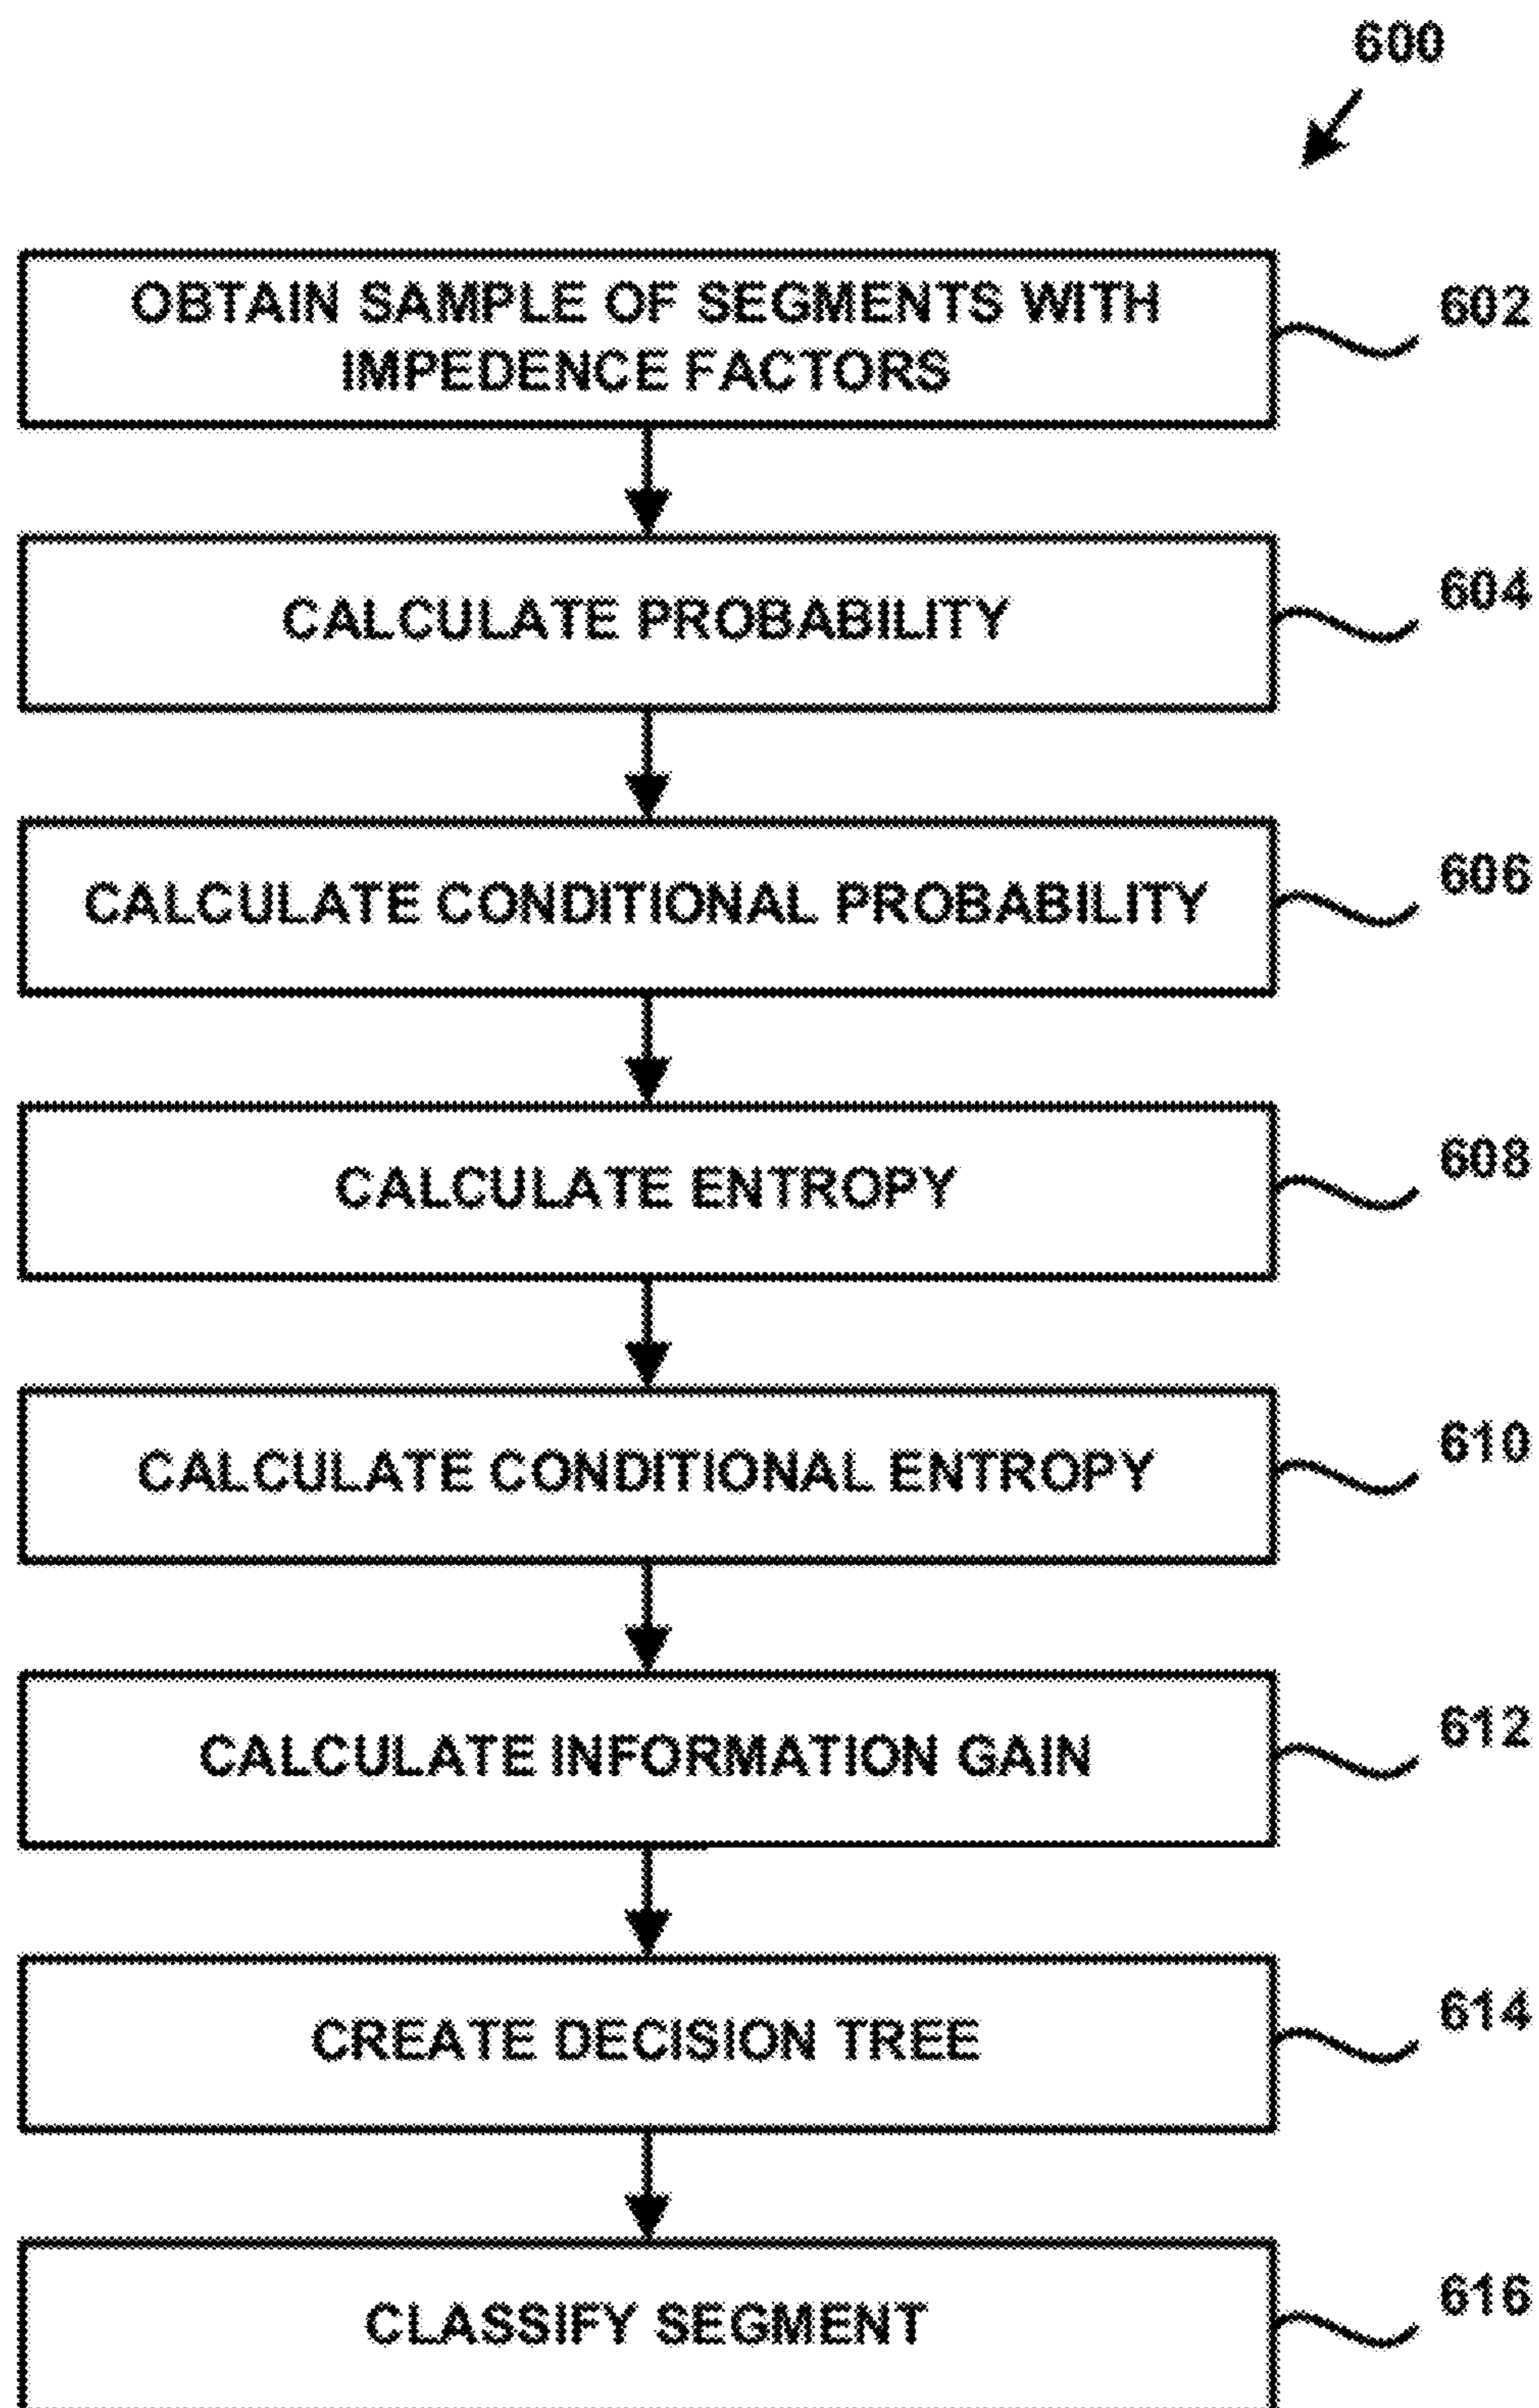 600
OBTAIN SAMPLE OF SEGMENTS WITH
IMPEDENCE FACTORS
602
CALCULATE PROBABILITY
604
CALCULATE CONDITIONAL PROBABILITY
606
CALCULATE ENTROPY
608
CALCULATE CONDITIONAL ENTROPY
610
CALCULATE INFORMATION GAIN
612
CREATE DECISION TREE
614
CLASSIFY SEGMENT
616